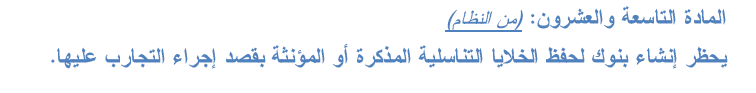 المادة التاسعة والعشرون: (من النظام)
يحظر إنشاء بنوك لحفظ الخلايا التناسلية المذكرة أو المؤنثة بقصد إجراء التجارب عليها.